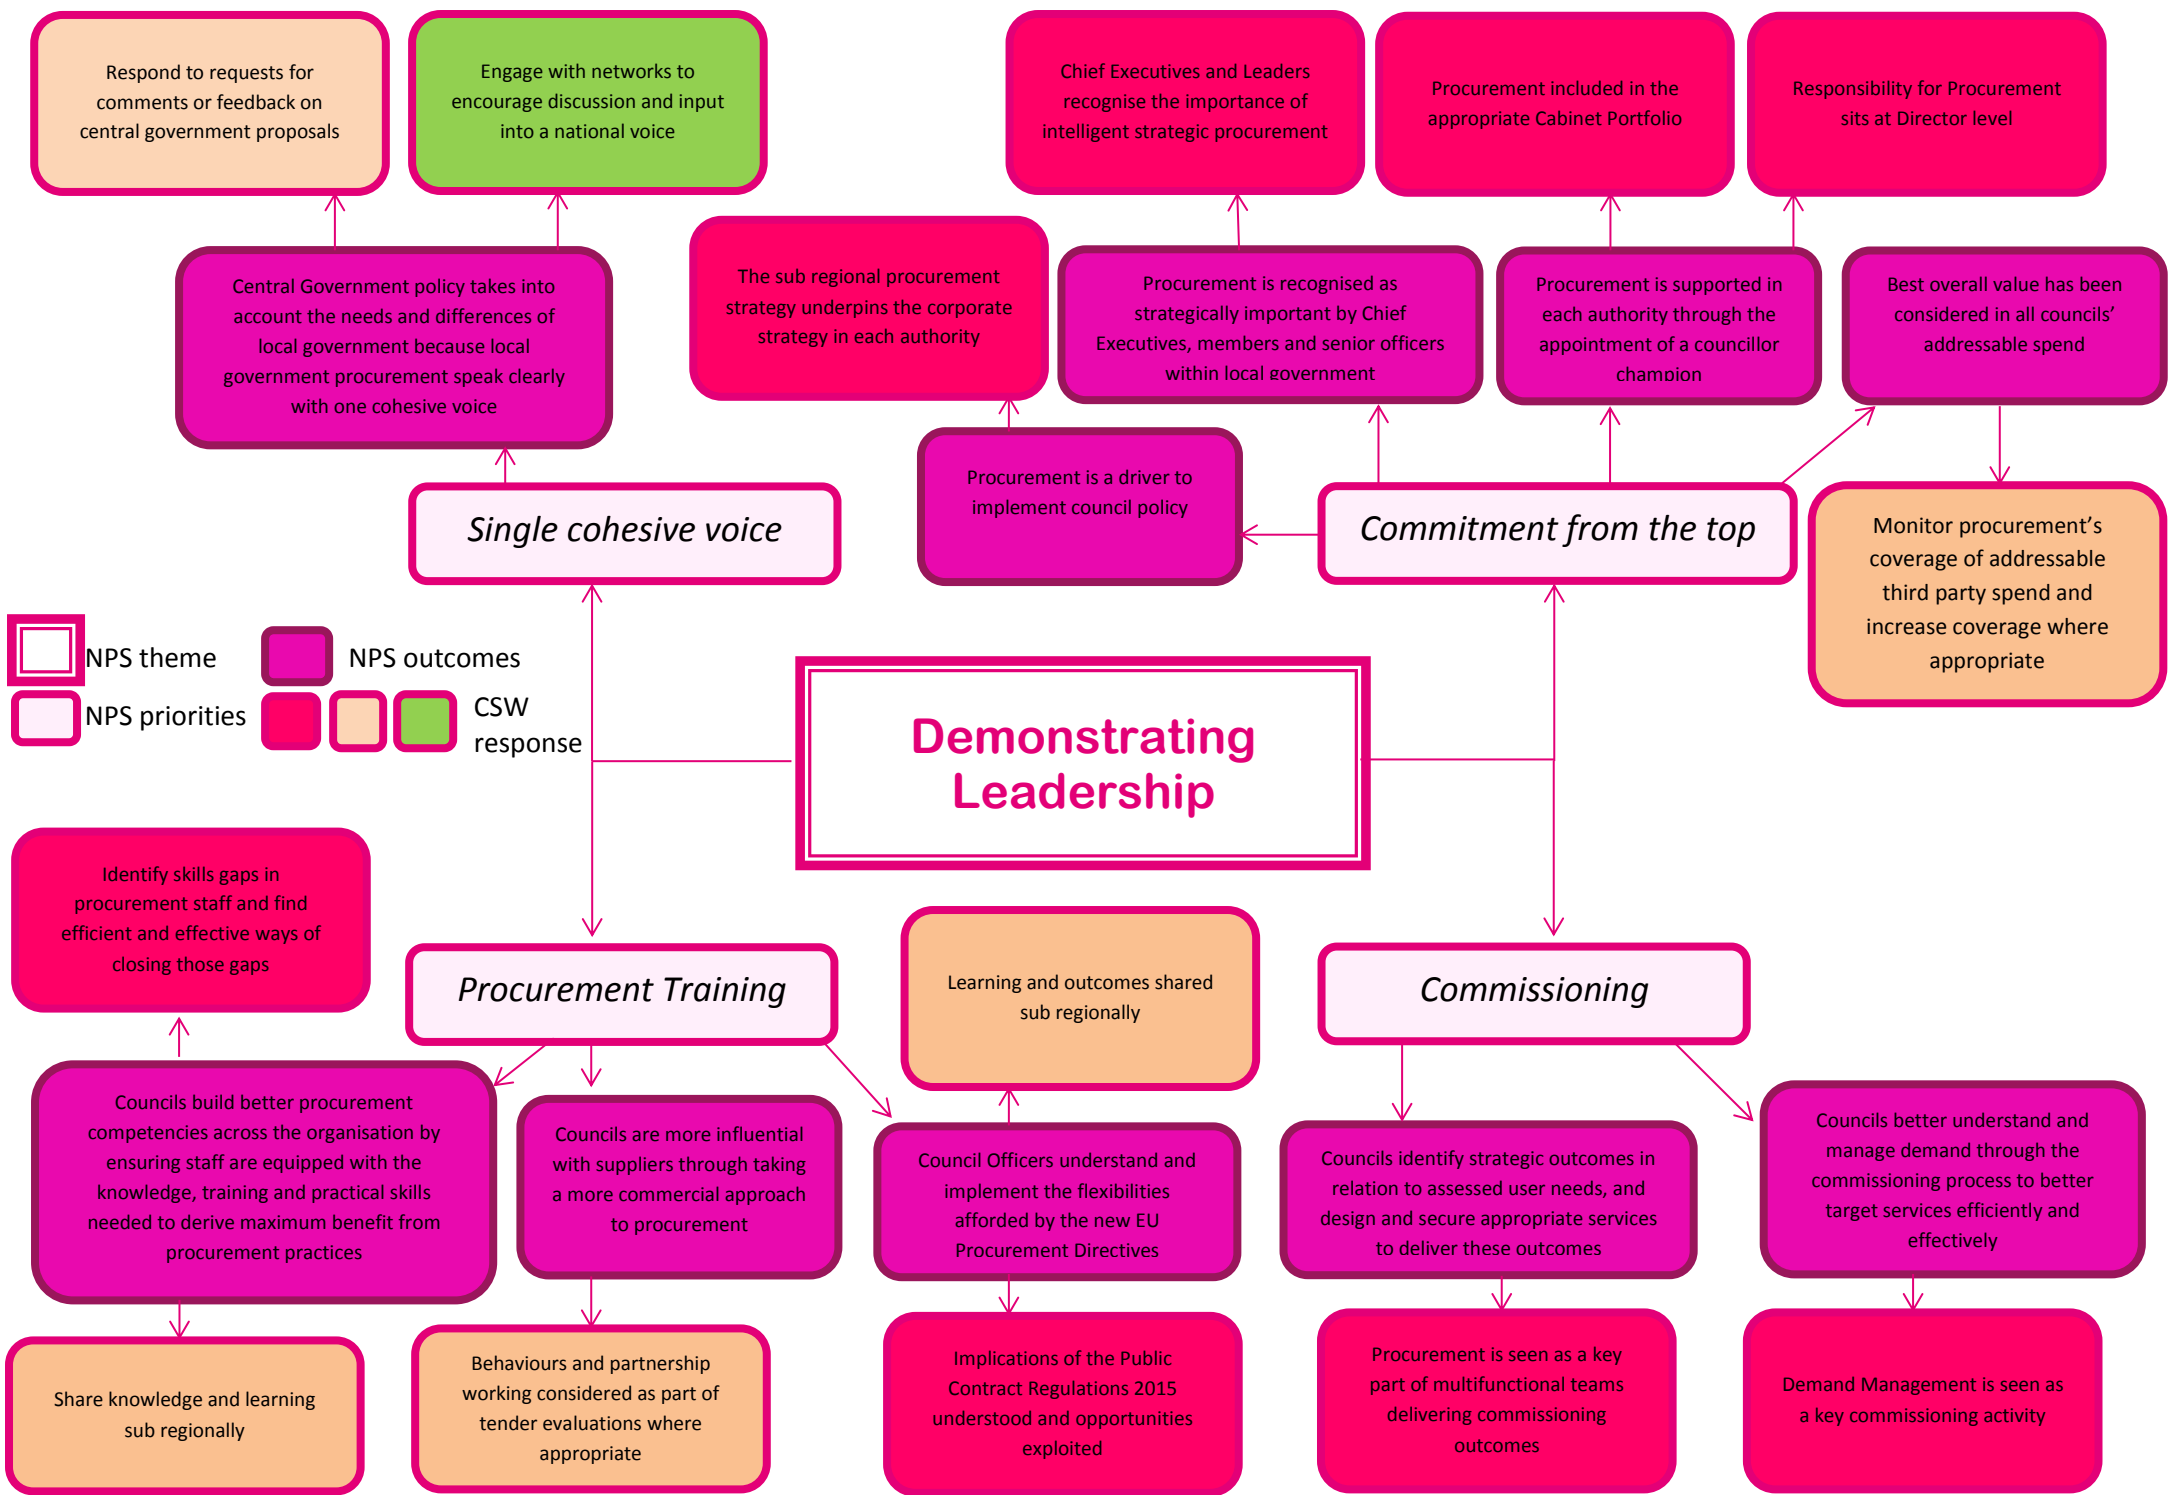 Respond to requests for
comments or feedback on
central government proposals
Engage with networks to
encourage discussion and input
into a national voice
Chief Executives and Leaders
recognise the importance of
intelligent strategic procurement
Procurement included in the
appropriate Cabinet Portfolio
Responsibility for Procurement
sits at Director level
Central Government policy takes into
account the needs and differences of
local government because local
government procurement speak clearly
with one cohesive voice
The sub regional procurement
strategy underpins the corporate
strategy in each authority
Procurement is recognised as
strategically important by Chief
Executives, members and senior officers
within local government
Procurement is supported in
each authority through the
appointment of a councillor
champion
Best overall value has been
considered in all councils’
addressable spend
Procurement is a driver to
implement council policy
Single cohesive voice
Commitment from the top
Monitor procurement’s
coverage of addressable
third party spend and
increase coverage where
appropriate
NPS theme
NPS outcomes
NPS priorities
CSW
response
Demonstrating
Leadership
Identify skills gaps in
procurement staff and find
efficient and effective ways of
closing those gaps
Procurement Training
Learning and outcomes shared
sub regionally
Commissioning
Councils build better procurement
competencies across the organisation by
ensuring staff are equipped with the
knowledge, training and practical skills
needed to derive maximum benefit from
procurement practices
Councils are more influential
with suppliers through taking
a more commercial approach
to procurement
Council Officers understand and
implement the flexibilities
afforded by the new EU
Procurement Directives
Councils identify strategic outcomes in
relation to assessed user needs, and
design and secure appropriate services
to deliver these outcomes
Councils better understand and
manage demand through the
commissioning process to better
target services efficiently and
effectively
Share knowledge and learning
sub regionally
Behaviours and partnership
working considered as part of
tender evaluations where
appropriate
Implications of the Public
Contract Regulations 2015
understood and opportunities
exploited
Procurement is seen as a key
part of multifunctional teams
delivering commissioning
outcomes
Demand Management is seen as
a key commissioning activity